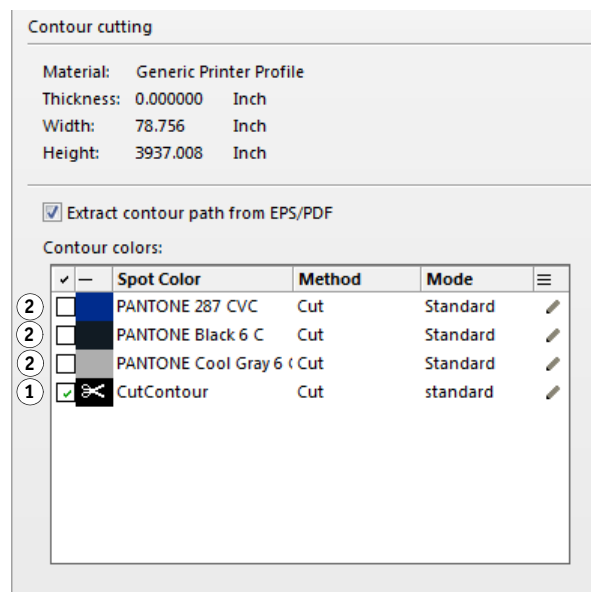 Contour cutting
Material: Generic Printer Profile
Thickness: 0.000000 Inch
Width: 78.756 Inch
Height: 3937.008 Inch
Extract contour path from EPS/PDF
Contour colors:
Spot Color Method Mode
2 PANTONE 287 CVC Cut Standard
2 PANTONE Black 6 C Cut Standard
2 PANTONE Cool Gray 6 ( Cut Standard
1 CutContour Cut standard